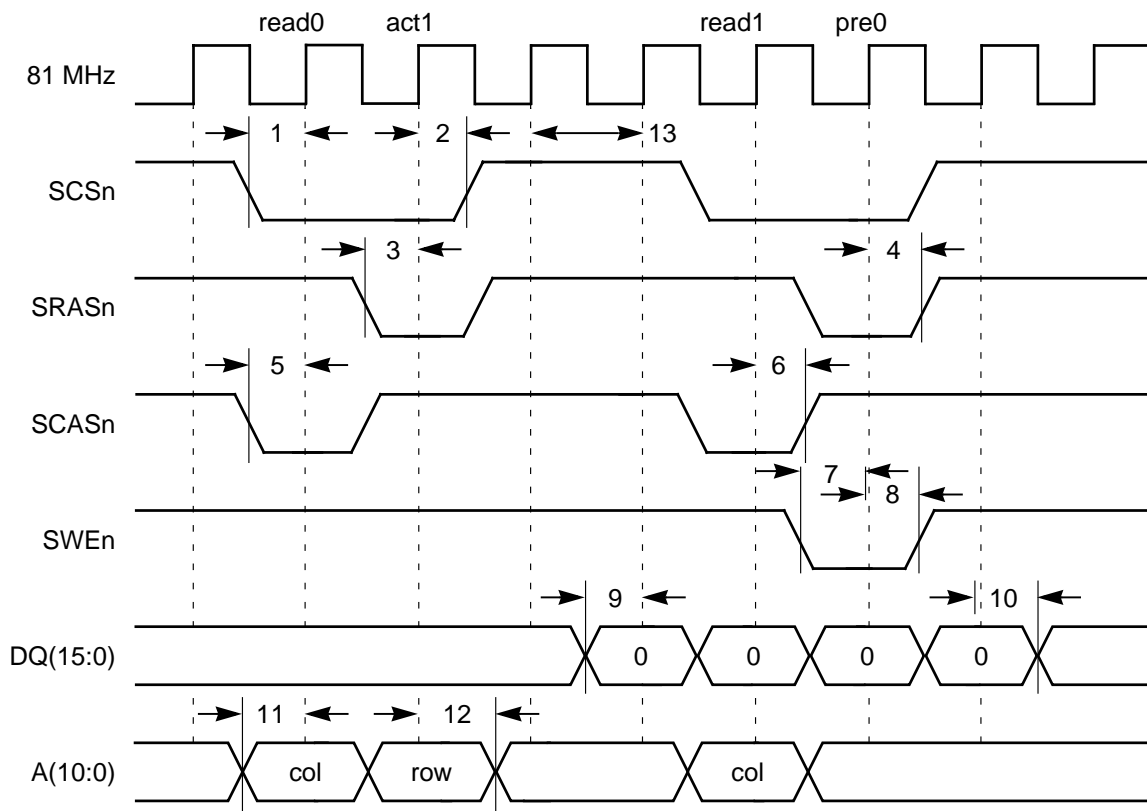 read0 act1 read1 pre0
81 MHz
1 2 13
SCSn
3 4
SRASn
5 6
SCASn
7
8
SWEn
9 10
DQ(15:0) 0 0 0 0
11 12
A(10:0) col row col